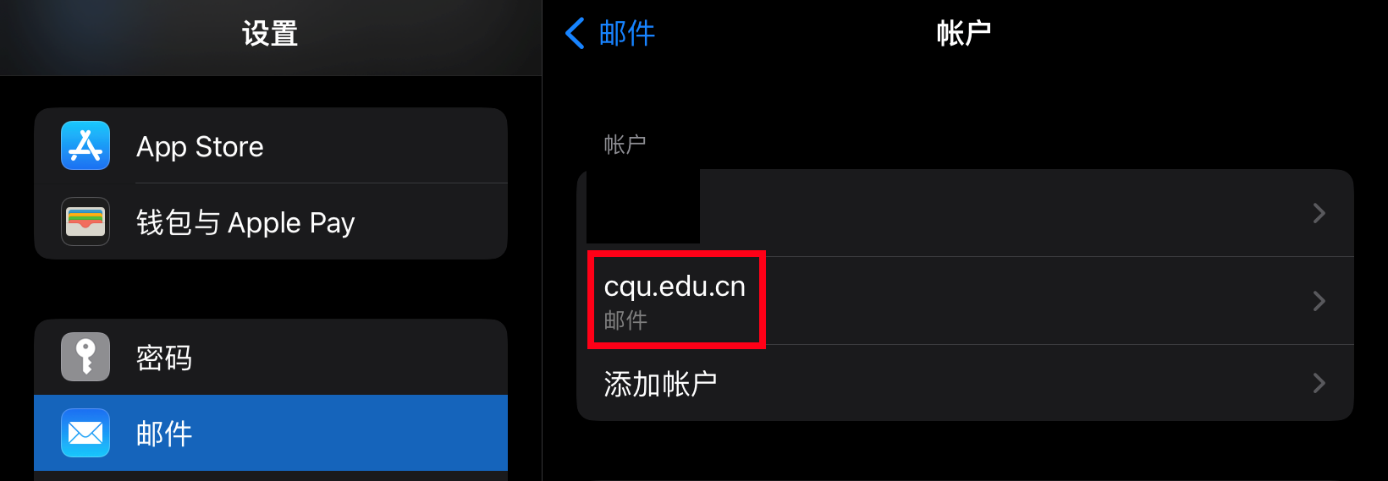 设置
App Store
钱包与 Apple Pay
密码
邮件
邮件
帐户
帐户
cqu.edu.cn
邮件
添加帐户